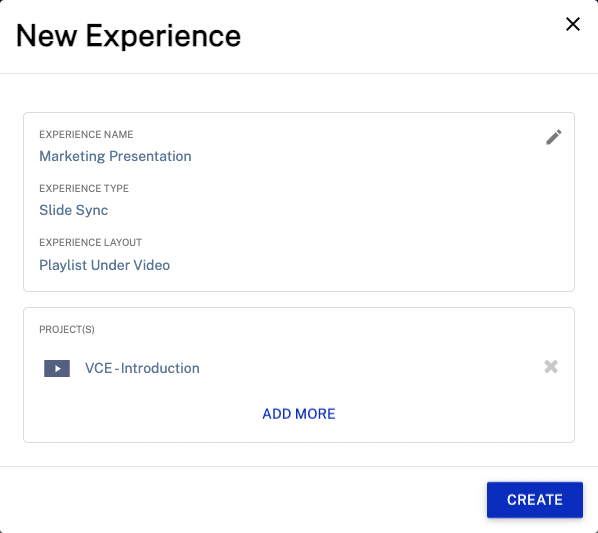 New Experience
EXPERIENCE NAME
Marketing Presentation
EXPERIENCE TYPE
Slide Sync
EXPERIENCE LAYOUT
Playlist Under Video
PROJECT(S)
VCE - Introduction
ADD MORE
CREATE